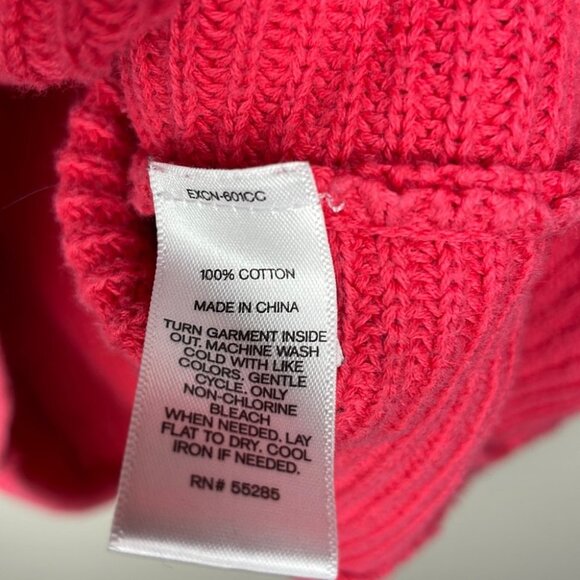 EXCN-601CC
100% COTTON
MADE IN CHINA
TURN GARMENT INSIDE
OUT. MACHINE WASH
COLD WITH LIKE
COLORS. GENTLE
CYCLE. ONLY
NON-CHLORINE
BLEACH
WHEN NEEDED. LAY
FLAT TO DRY. COOL
IRON IF NEEDED.
RN# 55285